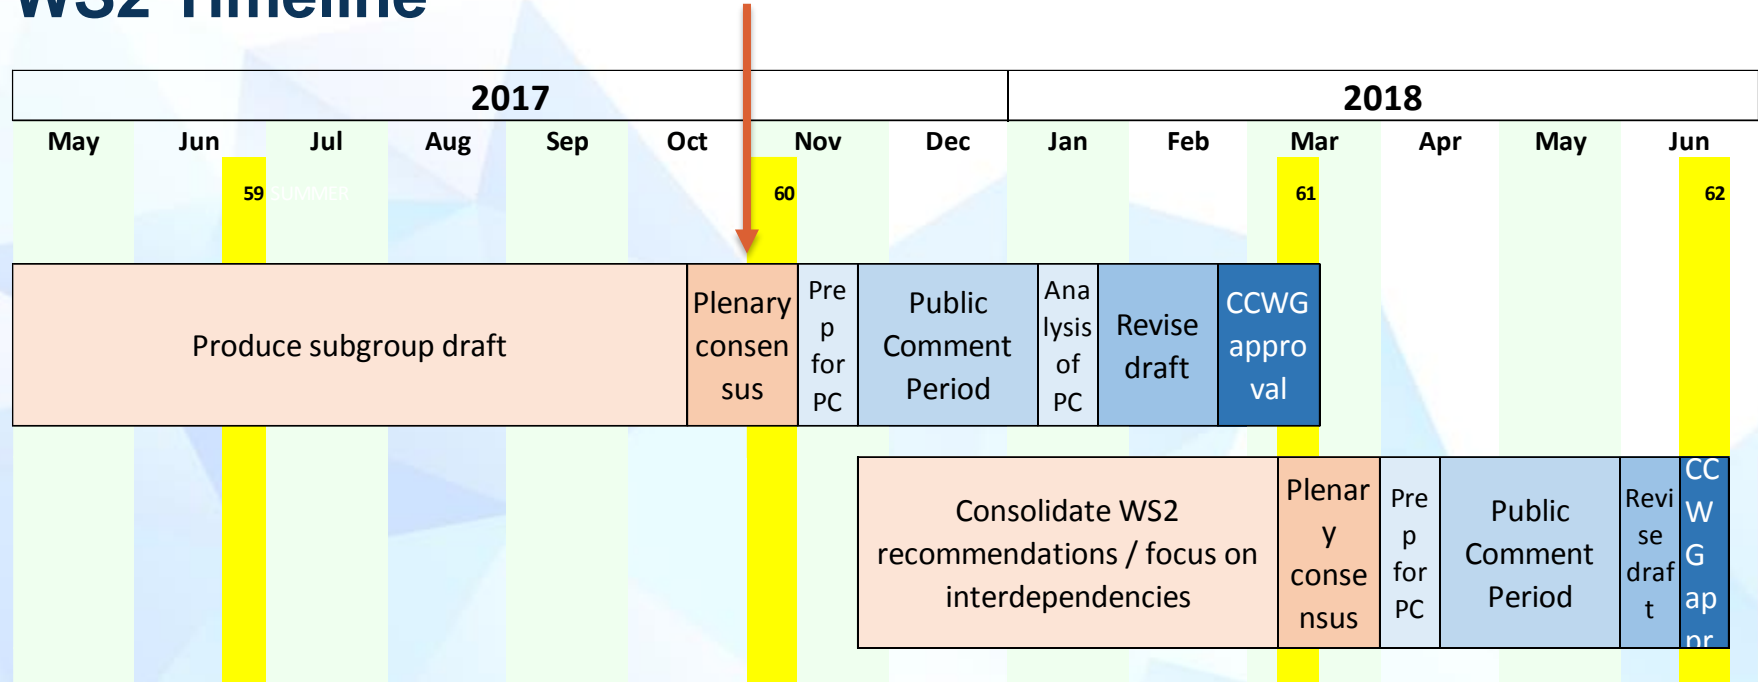 WS2 Timeline
2017 2018
May Jun Jul Aug Sep Oct Nov Dec Jan Feb Mar Apr May Jun
59 SUMMER 60 61 62
Produce subgroup draft
Plenary
consen
sus
Pre
p
for
PC
Public
Comment
Period
Ana
lysis
of
PC
Revise
draft
CCWG
appro
val
Consolidate WS2
recommendations / focus on
interdependencies
Plenar
y
conse
nsus
Pre
p
for
PC
Public
Comment
Period
Revi
se
draf
t
CC
W
G
ap
pr